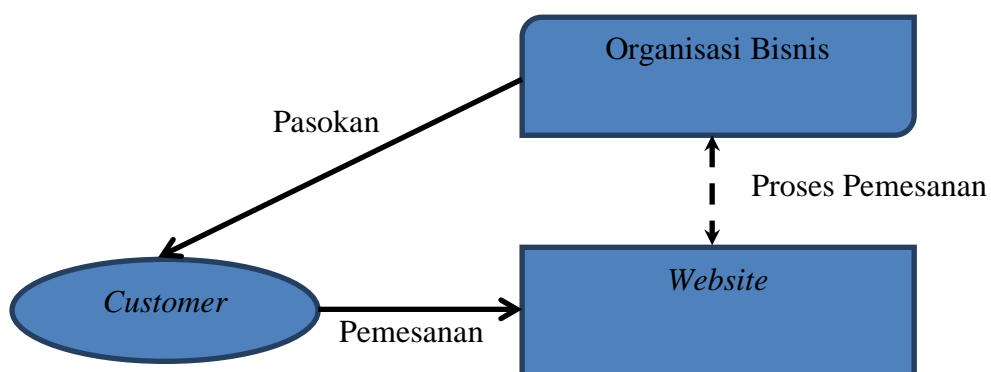 Organisasi Bisnis
Pasokan
Proses Pemesanan
Website
Customer
Pemesanan